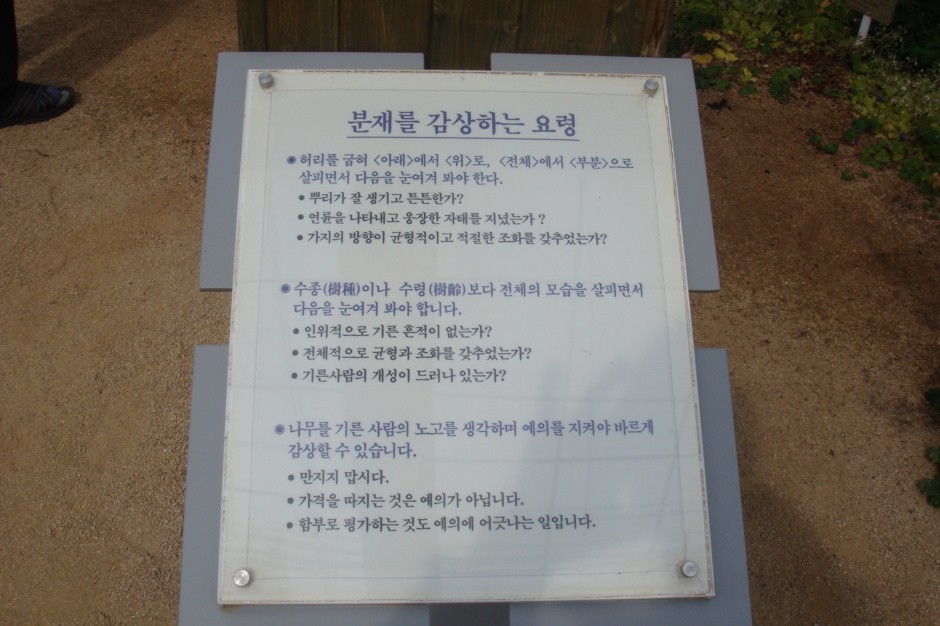 분재를 감상하는 요령
◉ 허리를 굽혀 <아래>에서 <위>로, <전체>에서 <부분>으로
살피면서 다음을 눈여겨 봐야 한다.
• 뿌리가 잘 생기고 튼튼한가?
• 연륜을 나타내고 웅장한 자태를 지녔는가?
• 가지의 방향이 균형적이고 적절한 조화를 갖추었는가?
◉ 수종(樹種)이나 수령(樹齡)보다 전체의 모습을 살피면서
다음을 눈여겨 봐야 합니다.
• 인위적으로 기른 흔적이 없는가?
• 전체적으로 균형과 조화를 갖추었는가?
• 기른사람의 개성이 드러나 있는가?
◉ 나무를 기른 사람의 노고를 생각하며 예의를 지켜야 바르게
감상할 수 있습니다.
• 만지지 맙시다.
• 가격을 따지는 것은 예의가 아닙니다.
• 함부로 평가하는 것도 예의에 어긋나는 일입니다.